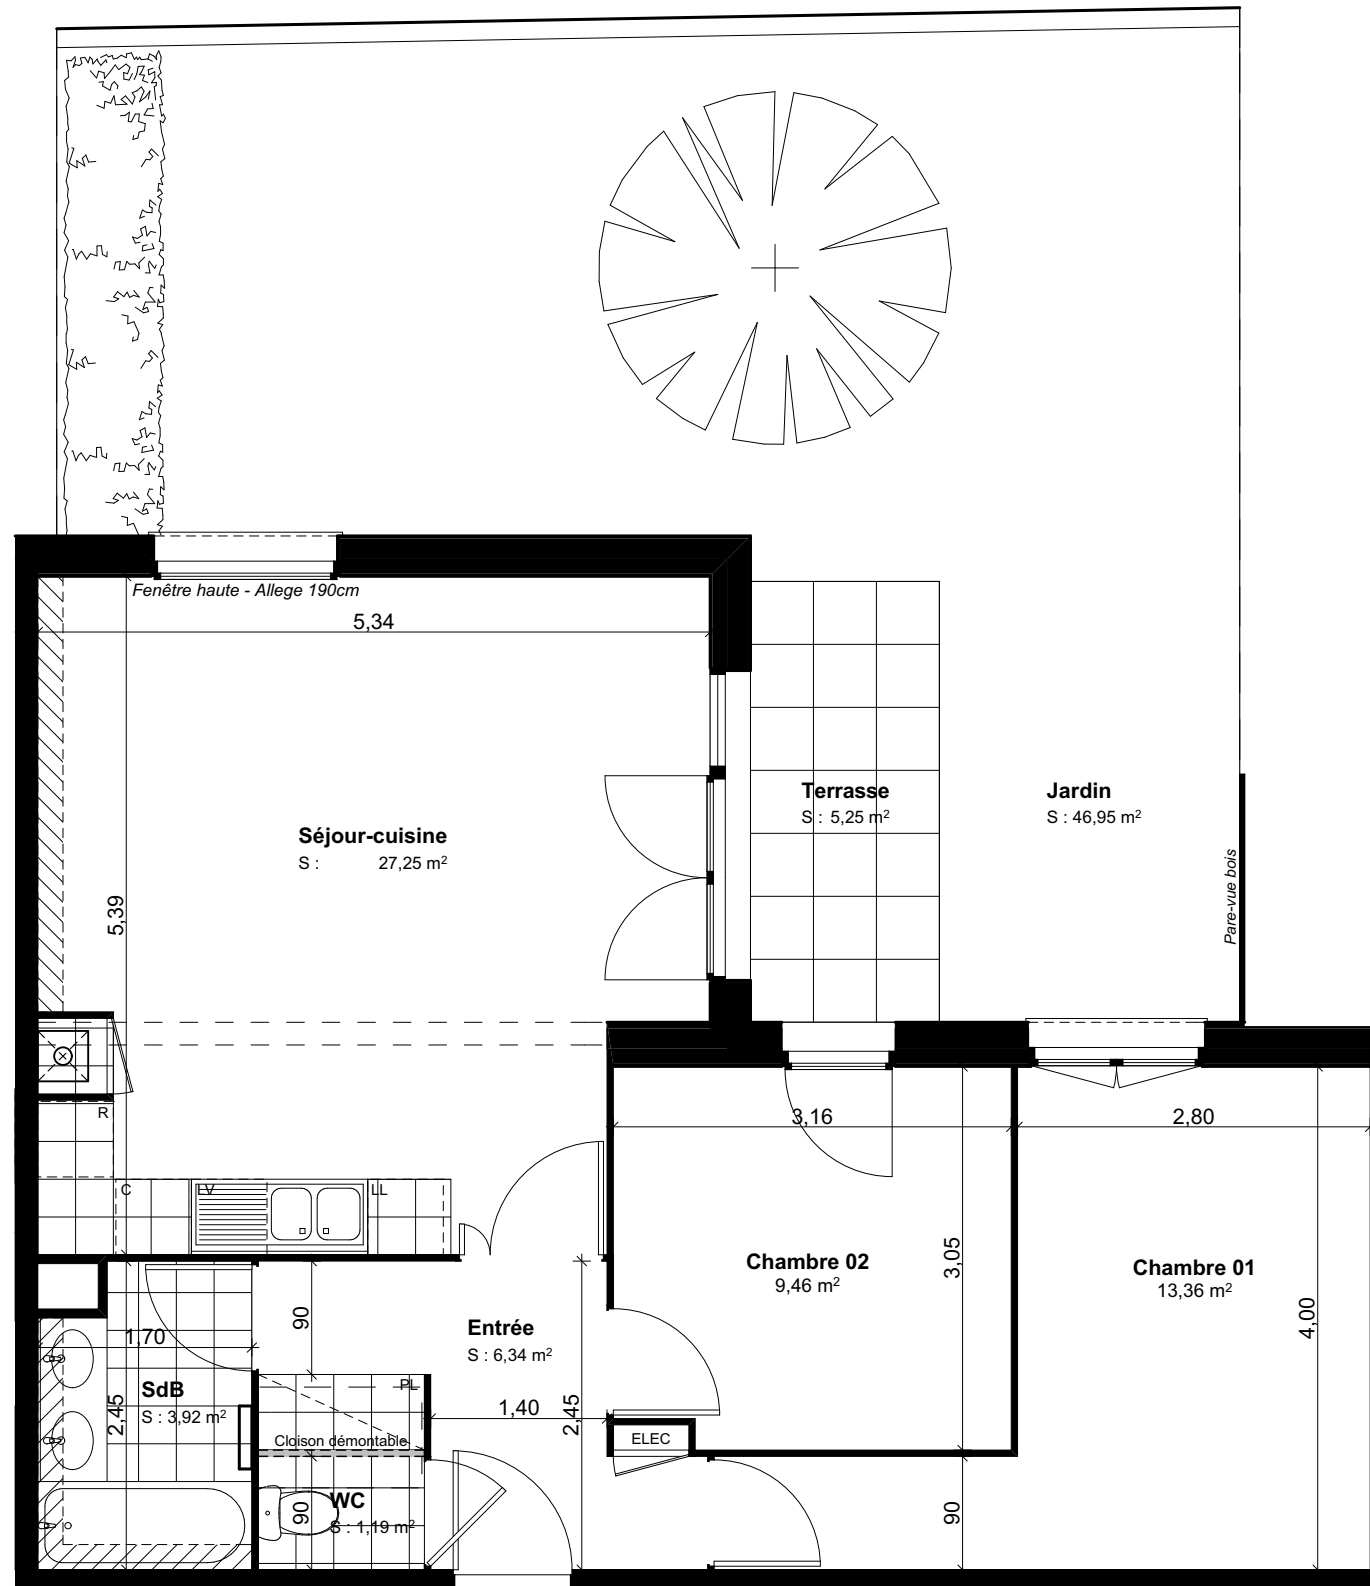 Fenêtre haute - Allege 190cm
5,34
Séjour-cuisine
S : 27,25 m²
5,39
Terrasse
S : 5,25 m²
Jardin
S : 46,95 m²
Pare-vue bois
R
C
LV
LL
3,16
2,80
Chambre 02
9,46 m²
3,05
Chambre 01
13,36 m²
4,00
1,70
90
Entrée
S : 6,34 m²
SdB
S : 3,92 m²
2,45
PL
1,40
2,45
Cloison démontable
ELEC
WC
S : 1,19 m²
90
90